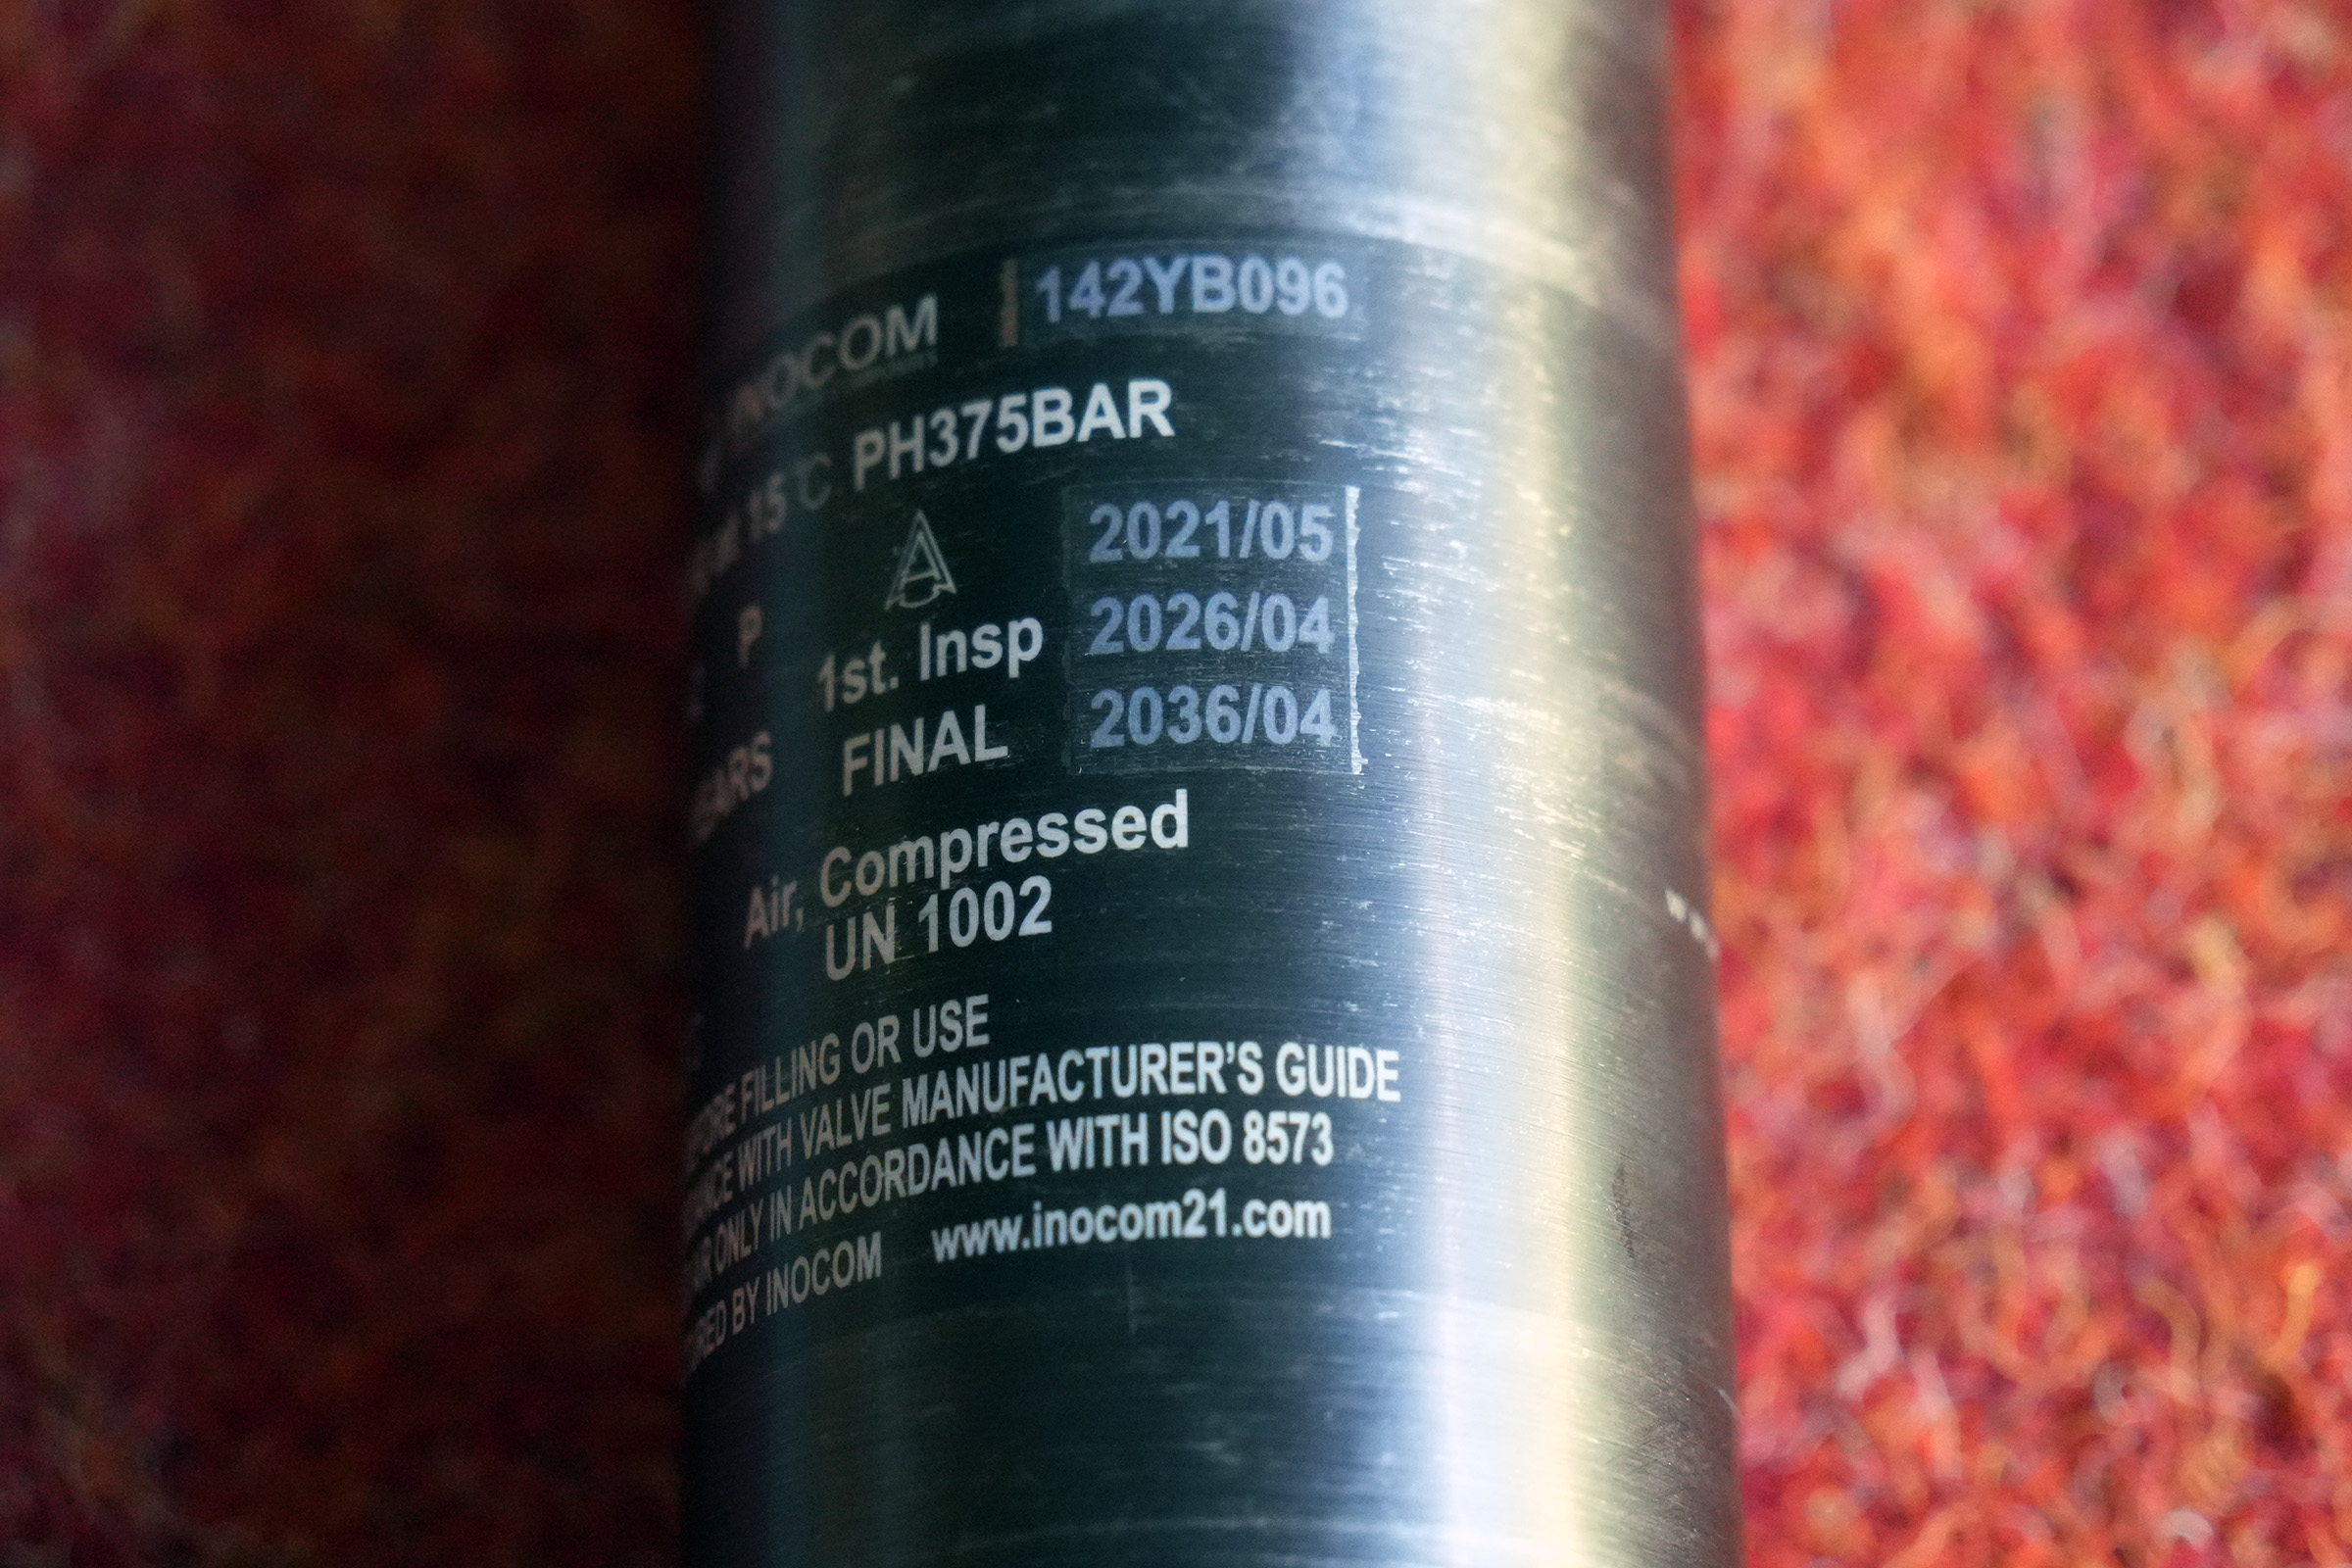 INOCOM 142YB096
15°C PH375BAR
2021/05
P 1st. Insp 2026/04
FINAL 2036/04
Air, Compressed
UN 1002
FILLING OR USE
WITH VALVE MANUFACTURER'S GUIDE
ONLY IN ACCORDANCE WITH ISO 8573
BY INOCOM www.inocom21.com